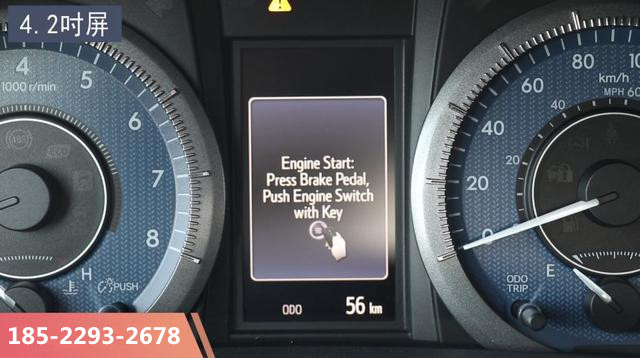 4.2吋屏
1000 r/min
4
5
6
7
8
H
PUSH
Engine Start:
Press Brake Pedal,
Push Engine Switch
with Key
ODO 56 km
100
80
60
40
20
0
km/h
MPH 60
40
ODO
TRIP
E
185-2293-2678